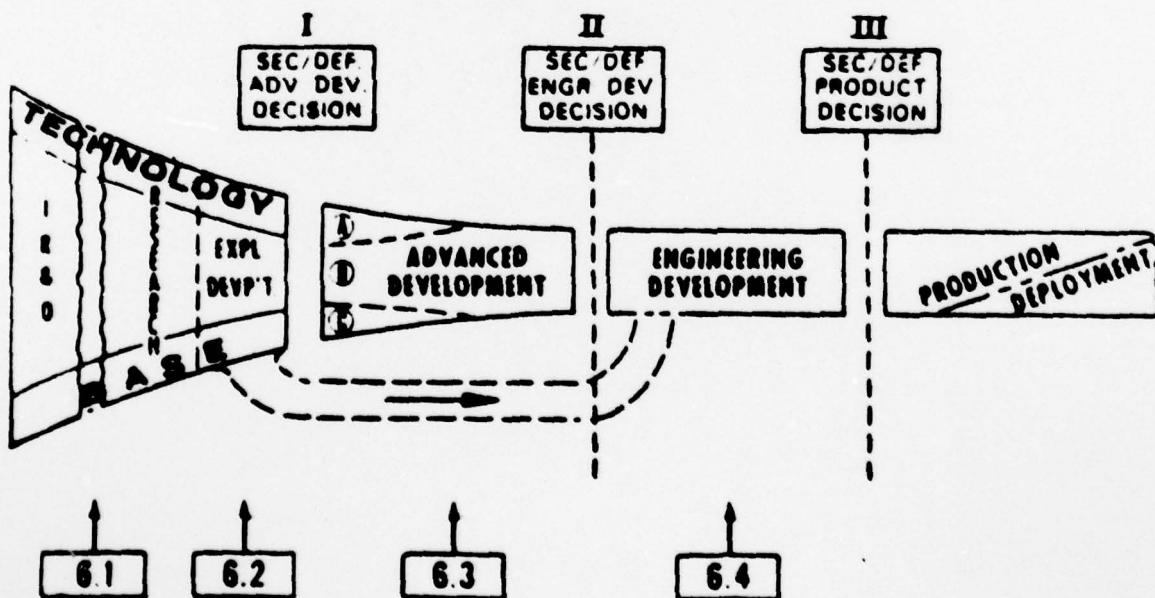 I
SEC/DEF.
ADV DEV.
DECISION
II
SEC/DEF
ENGR DEV
DECISION
III
SEC/DEF
PRODUCT
DECISION
TECHNOLOGY
BASE
IR&D
RESEARCH
EXPL
DEVP'T
A
B
ADVANCED
DEVELOPMENT
ENGINEERING
DEVELOPMENT
PRODUCTION
DEPLOYMENT
6.1
6.2
6.3
6.4